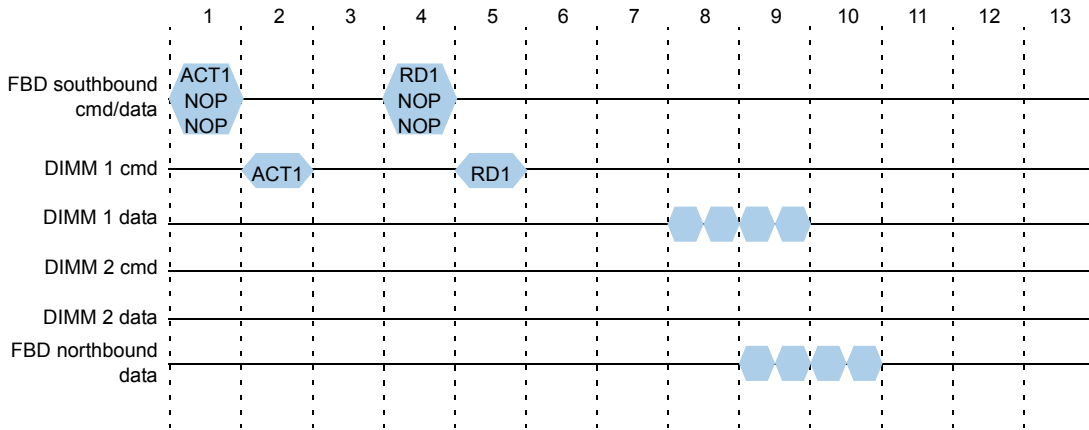 1 2 3 4 5 6 7 8 9 10 11 12 13
FBD southbound
cmd/data
ACT1
NOP
NOP
RD1
NOP
NOP
DIMM 1 cmd
ACT1
RD1
DIMM 1 data
DIMM 2 cmd
DIMM 2 data
FBD northbound
data